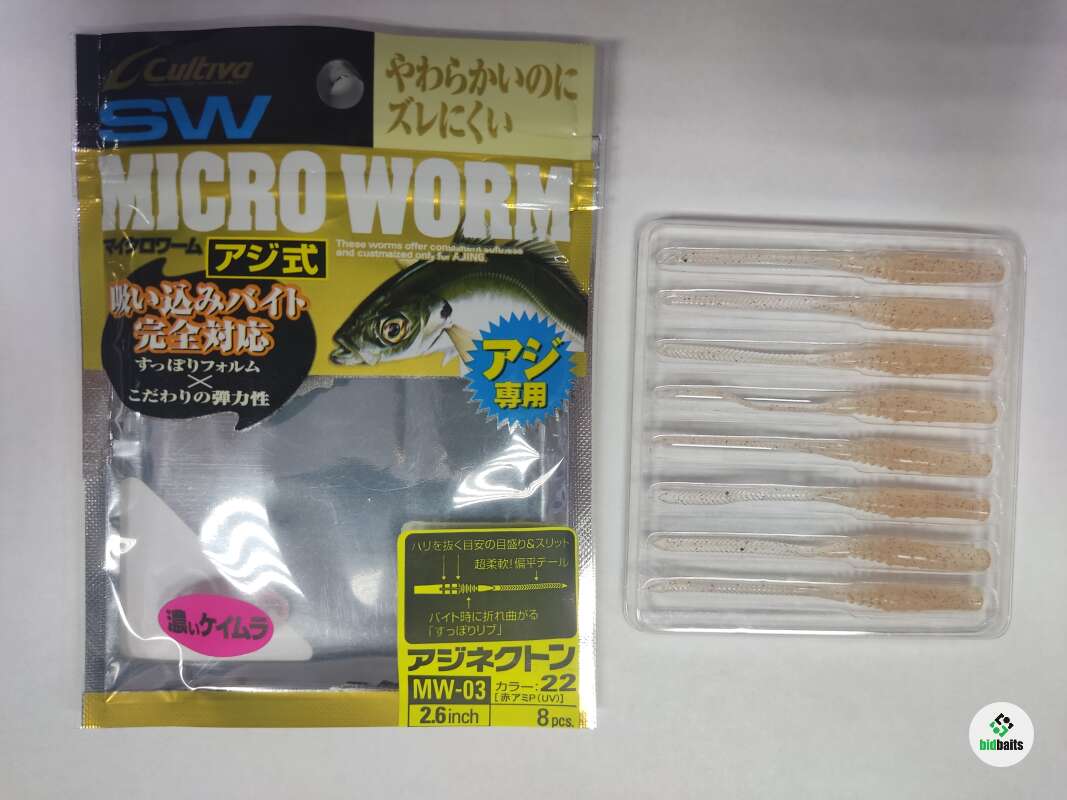 Cultiva
SW
やわらかいのに
ズレにくい
MICRO WORM
マイクロワーム
アジ式
These worms offer consistent softness
and custmaized only for AJING.
吸い込みバイト
完全対応
すっぽりフォルム
×
こだわりの弾力性
アジ
専用
ハリを抜く目安の目盛り&スリット
超柔軟!偏平テール
バイト時に折れ曲がる
「すっぽりリブ」
濃いケイムラ
アジネクトン
MW-03
カラー:22
[赤アミP(UV)]
2.6inch
8pcs.
bidbaits